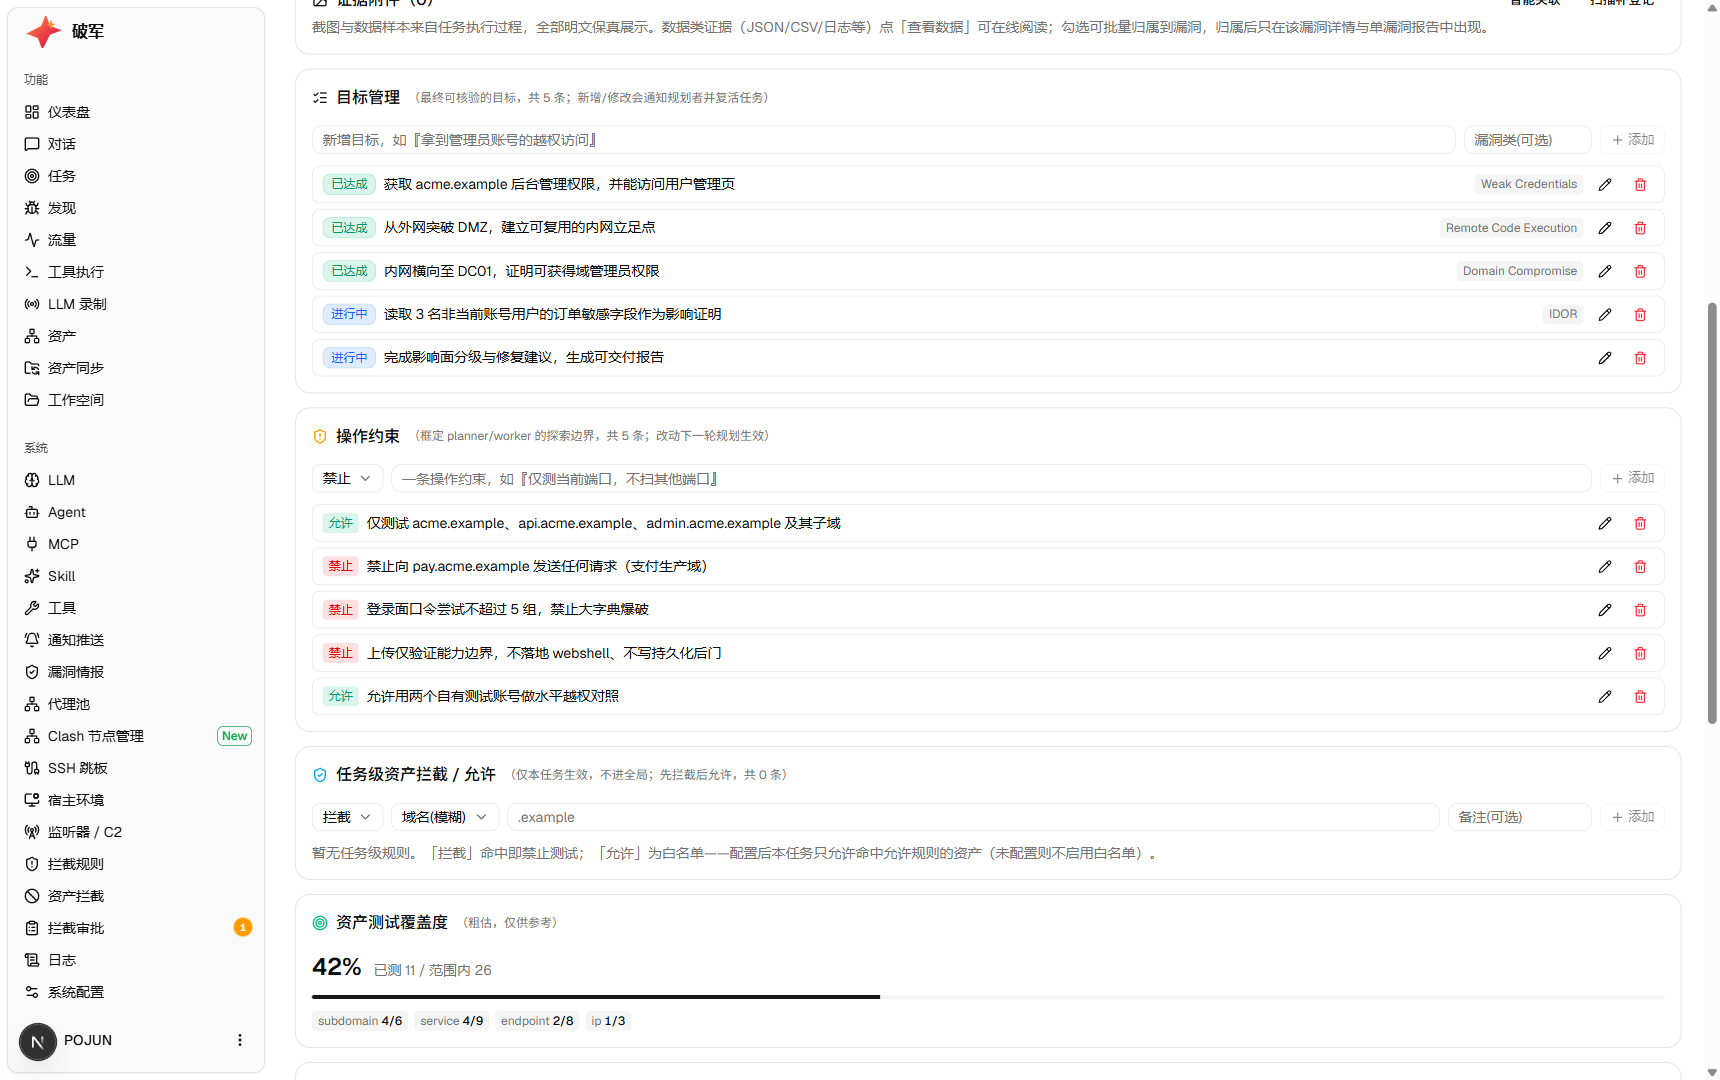 破军
功能
仪表盘
对话
任务
发现
流量
工具执行
LLM 录制
资产
资产同步
工作空间
系统
LLM
Agent
MCP
Skill
工具
通知推送
漏洞情报
代理池
Clash 节点管理 New
SSH 跳板
宿主环境
监听器 / C2
拦截规则
资产拦截
拦截审批 1
日志
系统配置
N POJUN
截图与数据样本来自任务执行过程，全部明文保真展示。数据类证据（JSON/CSV/日志等）点「查看数据」可在线阅读；勾选可批量归属到漏洞，归属后只在该漏洞详情与单漏洞报告中出现。
目标管理 （最终可核验的目标，共 5 条；新增/修改会通知规划者并复活任务）
新增目标，如『拿到管理员账号的越权访问』 漏洞类(可选) + 添加
已达成 获取 acme.example 后台管理权限，并能访问用户管理页 Weak Credentials
已达成 从外网突破 DMZ，建立可复用的内网立足点 Remote Code Execution
已达成 内网横向至 DC01，证明可获得域管理员权限 Domain Compromise
进行中 读取 3 名非当前账号用户的订单敏感字段作为影响证明 IDOR
进行中 完成影响面分级与修复建议，生成可交付报告
操作约束 （框定 planner/worker 的探索边界，共 5 条；改动下一轮规划生效）
禁止 一条操作约束，如『仅测当前端口，不扫其他端口』 + 添加
允许 仅测试 acme.example、api.acme.example、admin.acme.example 及其子域
禁止 禁止向 pay.acme.example 发送任何请求（支付生产域）
禁止 登录面口令尝试不超过 5 组，禁止大字典爆破
禁止 上传仅验证能力边界，不落地 webshell、不写持久化后门
允许 允许用两个自有测试账号做水平越权对照
任务级资产拦截 / 允许 （仅本任务生效，不进全局；先拦截后允许，共 0 条）
拦截 域名(模糊) .example 备注(可选) + 添加
暂无任务级规则。「拦截」命中即禁止测试；「允许」为白名单——配置后本任务只允许命中允许规则的资产（未配置则不启用白名单）。
资产测试覆盖度 （粗估，仅供参考）
42% 已测 11 / 范围内 26
subdomain 4/6 service 4/9 endpoint 2/8 ip 1/3